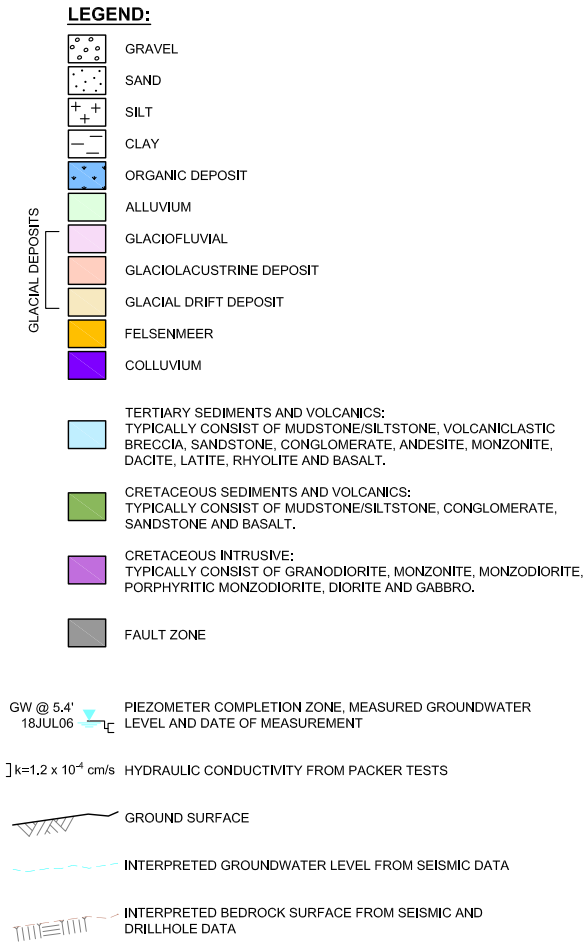 LEGEND:
GRAVEL
SAND
SILT
CLAY
ORGANIC DEPOSIT
ALLUVIUM
GLACIAL DEPOSITS
GLACIOFLUVIAL
GLACIOLACUSTRINE DEPOSIT
GLACIAL DRIFT DEPOSIT
FELSENMEER
COLLUVIUM
TERTIARY SEDIMENTS AND VOLCANICS:
TYPICALLY CONSIST OF MUDSTONE/SILTSTONE, VOLCANICLASTIC
BRECCIA, SANDSTONE, CONGLOMERATE, ANDESITE, MONZONITE,
DACITE, LATITE, RHYOLITE AND BASALT.
CRETACEOUS SEDIMENTS AND VOLCANICS:
TYPICALLY CONSIST OF MUDSTONE/SILTSTONE, CONGLOMERATE,
SANDSTONE AND BASALT.
CRETACEOUS INTRUSIVE:
TYPICALLY CONSIST OF GRANODIORITE, MONZONITE, MONZODIORITE,
PORPHYRITIC MONZODIORITE, DIORITE AND GABBRO.
FAULT ZONE
GW @ 5.4'
18JUL06
PIEZOMETER COMPLETION ZONE, MEASURED GROUNDWATER
LEVEL AND DATE OF MEASUREMENT
k=1.2 x 10⁻⁴ cm/s
HYDRAULIC CONDUCTIVITY FROM PACKER TESTS
GROUND SURFACE
INTERPRETED GROUNDWATER LEVEL FROM SEISMIC DATA
INTERPRETED BEDROCK SURFACE FROM SEISMIC AND
DRILLHOLE DATA